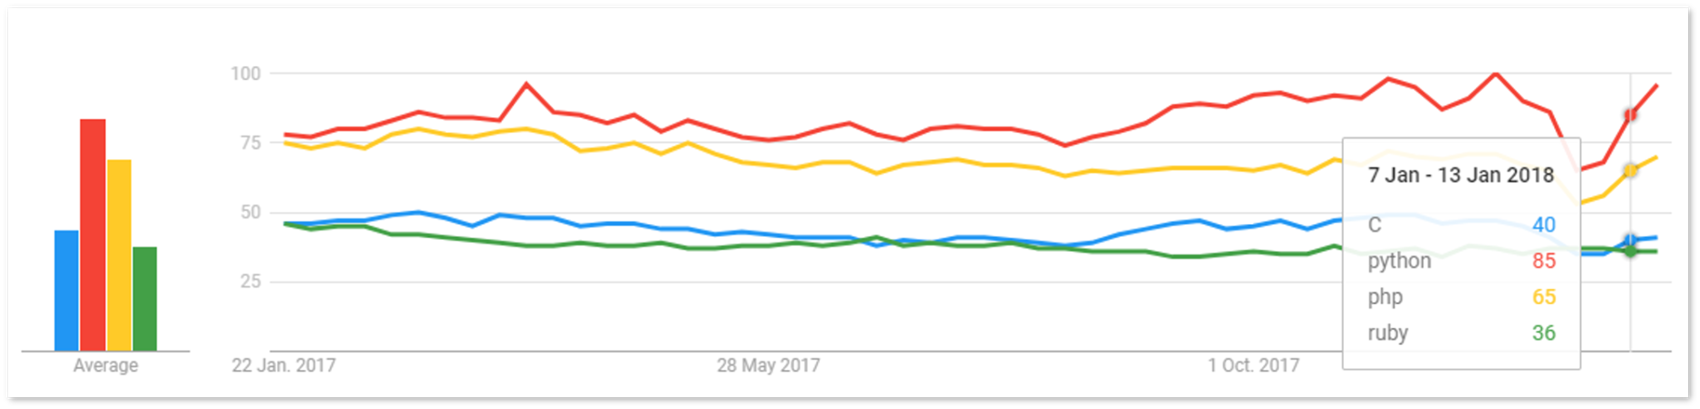 100
75
50
25
Average
22 Jan. 2017
28 May 2017
1 Oct. 2017
7 Jan - 13 Jan 2018
C 40
python 85
php 65
ruby 36